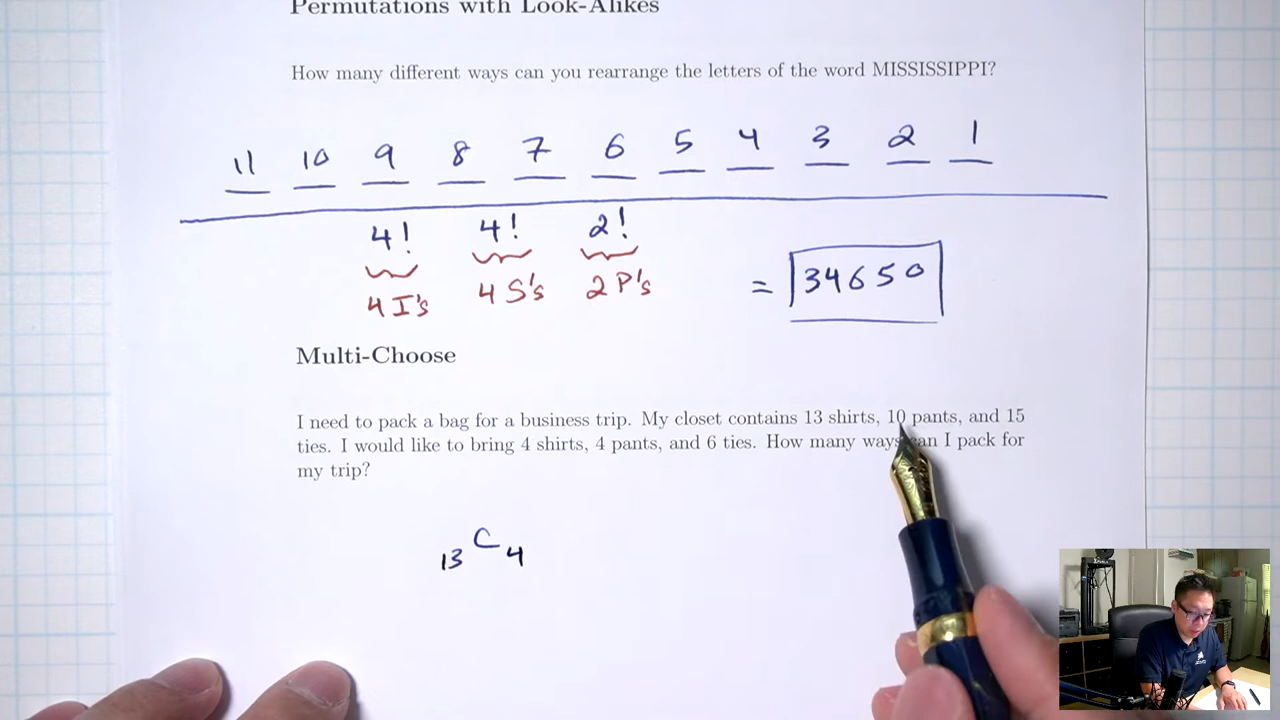 Permutations with Look-Alikes
How many different ways can you rearrange the letters of the word MISSISSIPPI?
11 10 9 8 7 6 5 4 3 2 1
4! 4! 2!
4 I's 4 S's 2 P's
= 34650
Multi-Choose
I need to pack a bag for a business trip. My closet contains 13 shirts, 10 pants, and 15
ties. I would like to bring 4 shirts, 4 pants, and 6 ties. How many ways can I pack for
my trip?
13 C 4